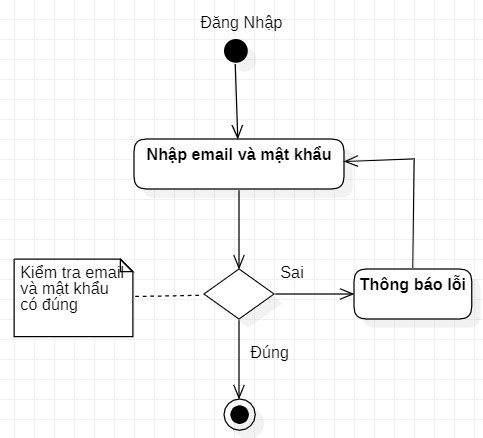 Đăng Nhập
Nhập email và mật khẩu
Kiểm tra email
và mật khẩu
có đúng
Sai
Thông báo lỗi
Đúng